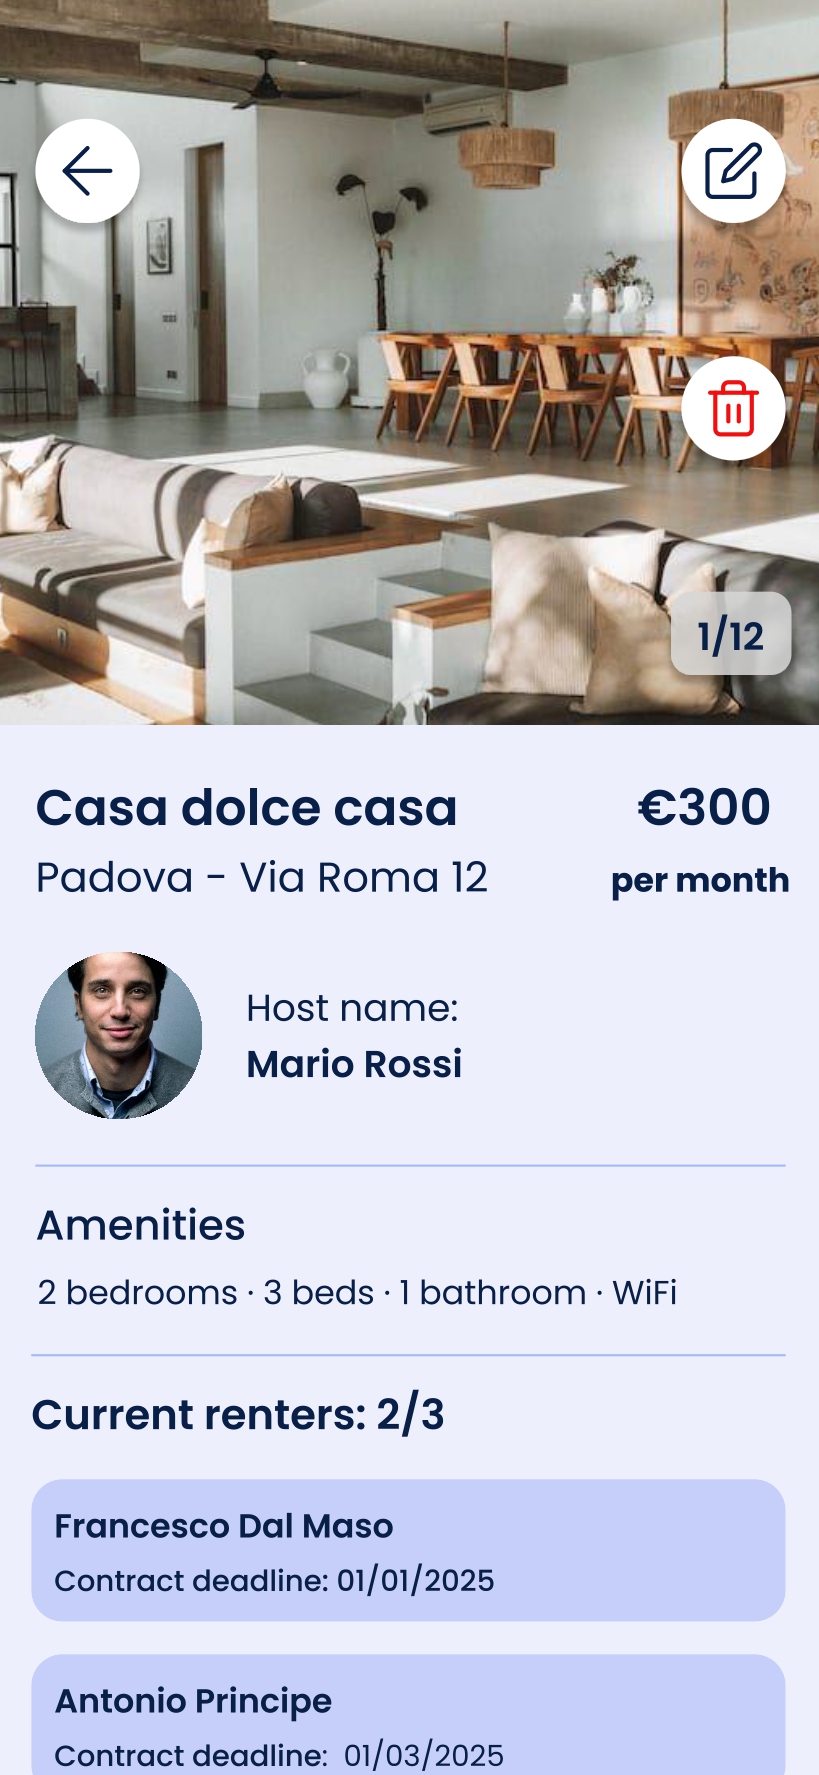 1/12
Casa dolce casa
€300
Padova - Via Roma 12
per month
Host name:
Mario Rossi
Amenities
2 bedrooms · 3 beds · 1 bathroom · WiFi
Current renters: 2/3
Francesco Dal Maso
Contract deadline: 01/01/2025
Antonio Principe
Contract deadline: 01/03/2025